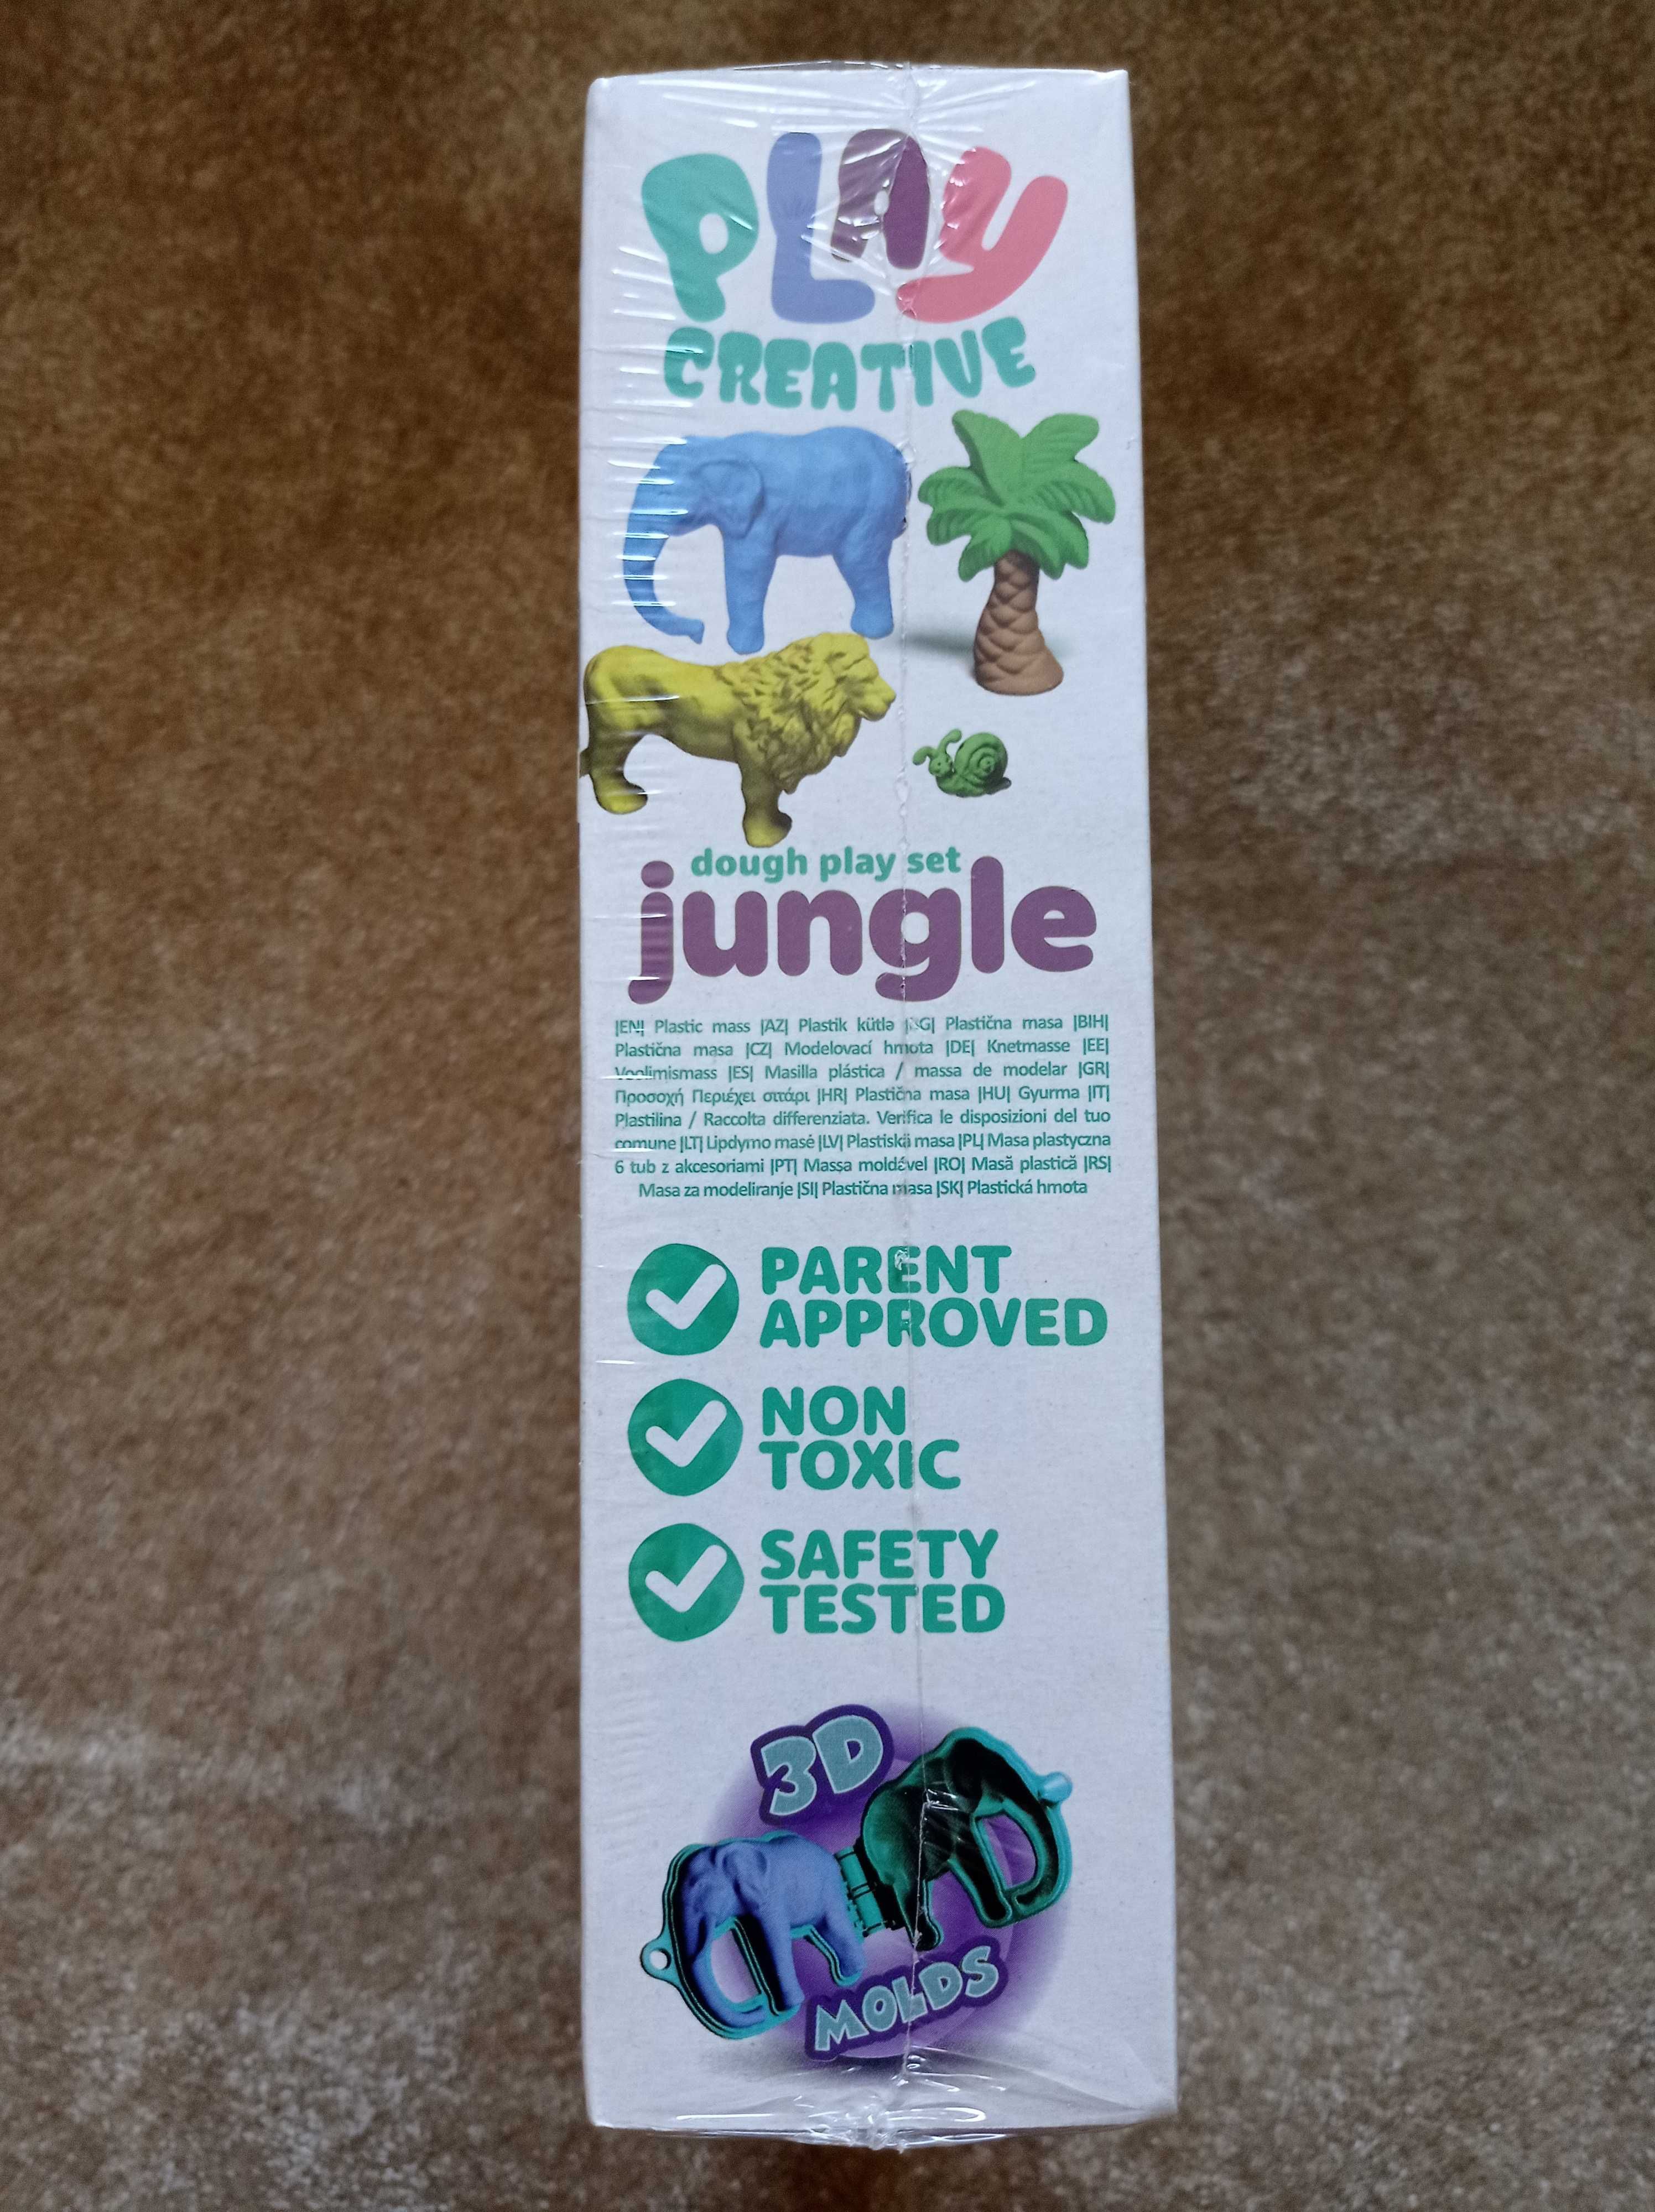 PLAY
CREATIVE
dough play set
jungle
|EN| Plastic mass |AZ| Plastik kütlə |BG| Plastična masa |BIH|
Plastična masa |CZ| Modelovací hmota |DE| Knetmasse |EE|
Voolimismass |ES| Masilla plástica / massa de modelar |GR|
Προσοχή Περιέχει σιτάρι |HR| Plastična masa |HU| Gyurma |IT|
Plastilina / Raccolta differenziata. Verifica le disposizioni del tuo
comune |LT| Lipdymo masė |LV| Plastiskā masa |PL| Masa plastyczna
6 tub z akcesoriami |PT| Massa moldável |RO| Masă plastică |RS|
Masa za modeliranje |SI| Plastična masa |SK| Plastická hmota
PARENT
APPROVED
NON
TOXIC
SAFETY
TESTED
3D
MOLDS